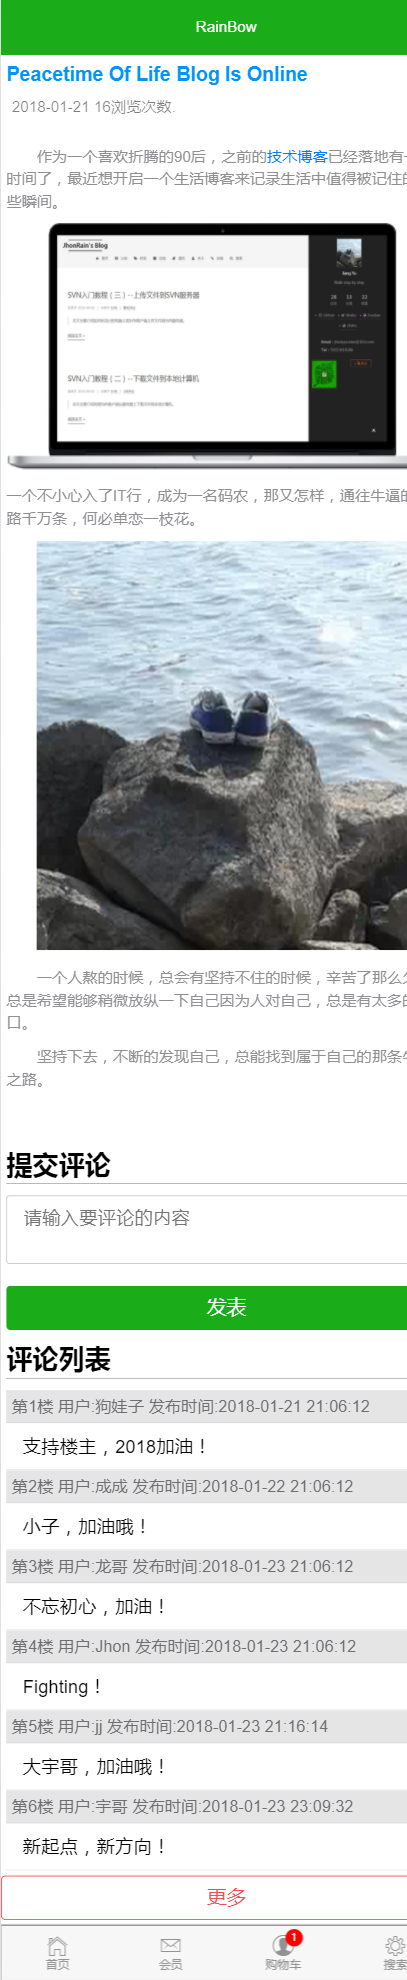 RainBow
Peacetime Of Life Blog Is Online
2018-01-21 16浏览次数.
作为一个喜欢折腾的90后，之前的技术博客已经落地有
时间了，最近想开启一个生活博客来记录生活中值得被记住
些瞬间。
JhonRain's Blog
SVN入门教程（三）--上传文件到SVN服务器
SVN入门教程（二）--下载文件到本地计算机
一个不小心入了IT行，成为一名码农，那又怎样，通往牛逼的
路千万条，何必单恋一枝花。
一个人熬的时候，总会有坚持不住的时候，辛苦了那么
总是希望能够稍微放纵一下自己因为人对自己，总是有太多的
口。
坚持下去，不断的发现自己，总能找到属于自己的那条
之路。
提交评论
请输入要评论的内容
发表
评论列表
第1楼 用户:狗娃子 发布时间:2018-01-21 21:06:12
支持楼主，2018加油！
第2楼 用户:成成 发布时间:2018-01-22 21:06:12
小子，加油哦！
第3楼 用户:龙哥 发布时间:2018-01-23 21:06:12
不忘初心，加油！
第4楼 用户:Jhon 发布时间:2018-01-23 21:06:12
Fighting！
第5楼 用户:jj 发布时间:2018-01-23 21:16:14
大宇哥，加油哦！
第6楼 用户:宇哥 发布时间:2018-01-23 23:09:32
新起点，新方向！
更多
1
首页
会员
购物车
搜索